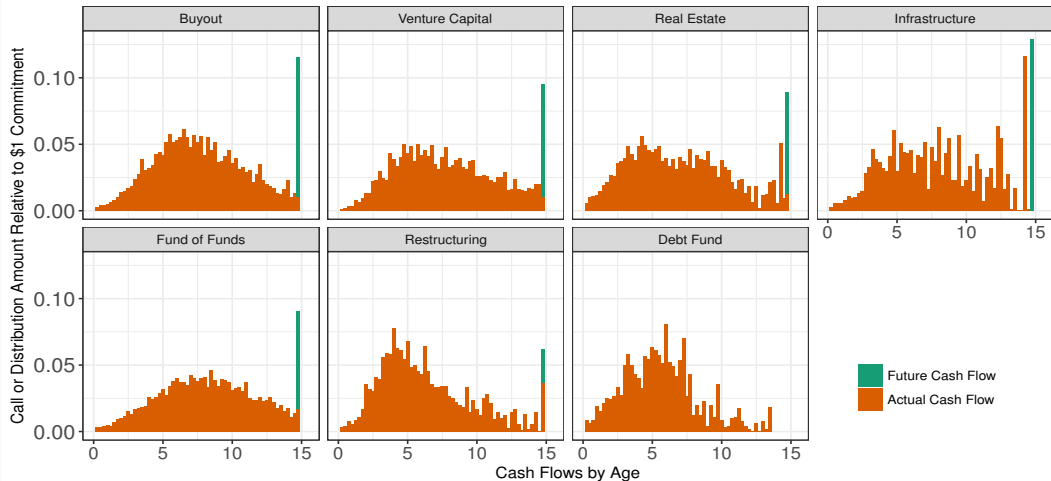 Buyout
Venture Capital
Real Estate
Infrastructure
Call or Distribution Amount Relative to $1 Commitment
0.10
0.05
0.00
0 5 10 15
Fund of Funds
Restructuring
Debt Fund
0.10
0.05
0.00
0 5 10 15
0 5 10 15
0 5 10 15
Cash Flows by Age
Future Cash Flow
Actual Cash Flow